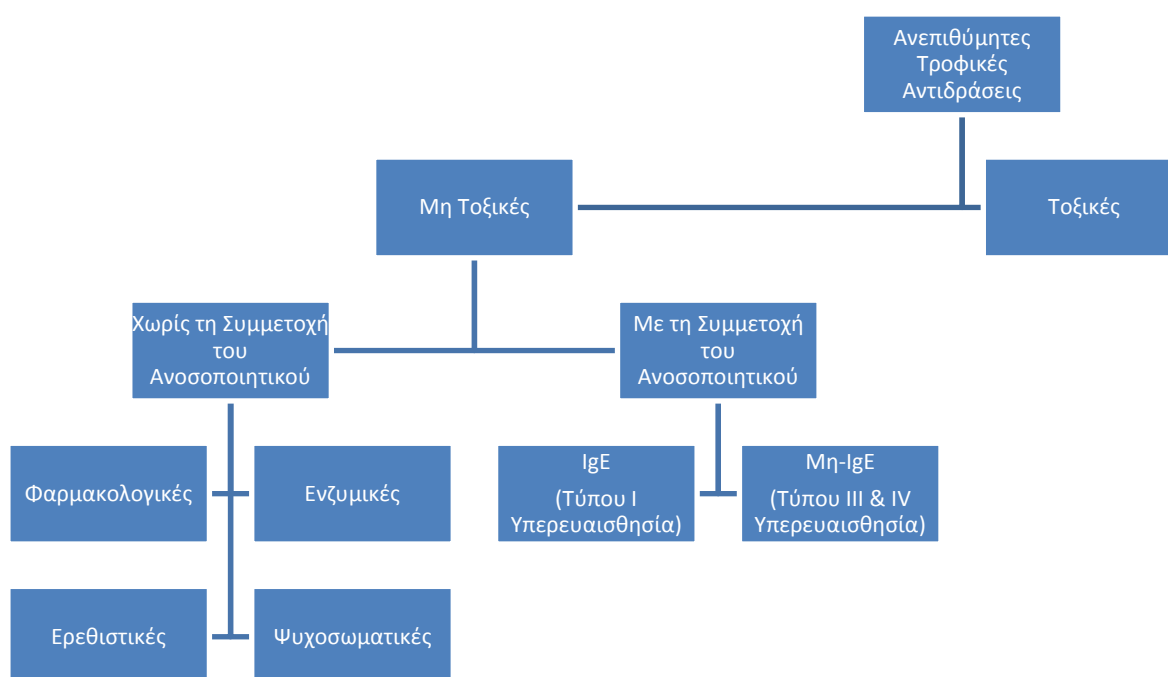 Ανεπιθύμητες
Τροφικές
Αντιδράσεις
Μη Τοξικές
Τοξικές
Χωρίς τη Συμμετοχή
του
Ανοσοποιητικού
Με τη Συμμετοχή
του
Ανοσοποιητικού
Φαρμακολογικές
Ενζυμικές
IgE
(Τύπου Ι
Υπερευαισθησία)
Μη-IgE
(Τύπου III & IV
Υπερευαισθησία)
Ερεθιστικές
Ψυχοσωματικές